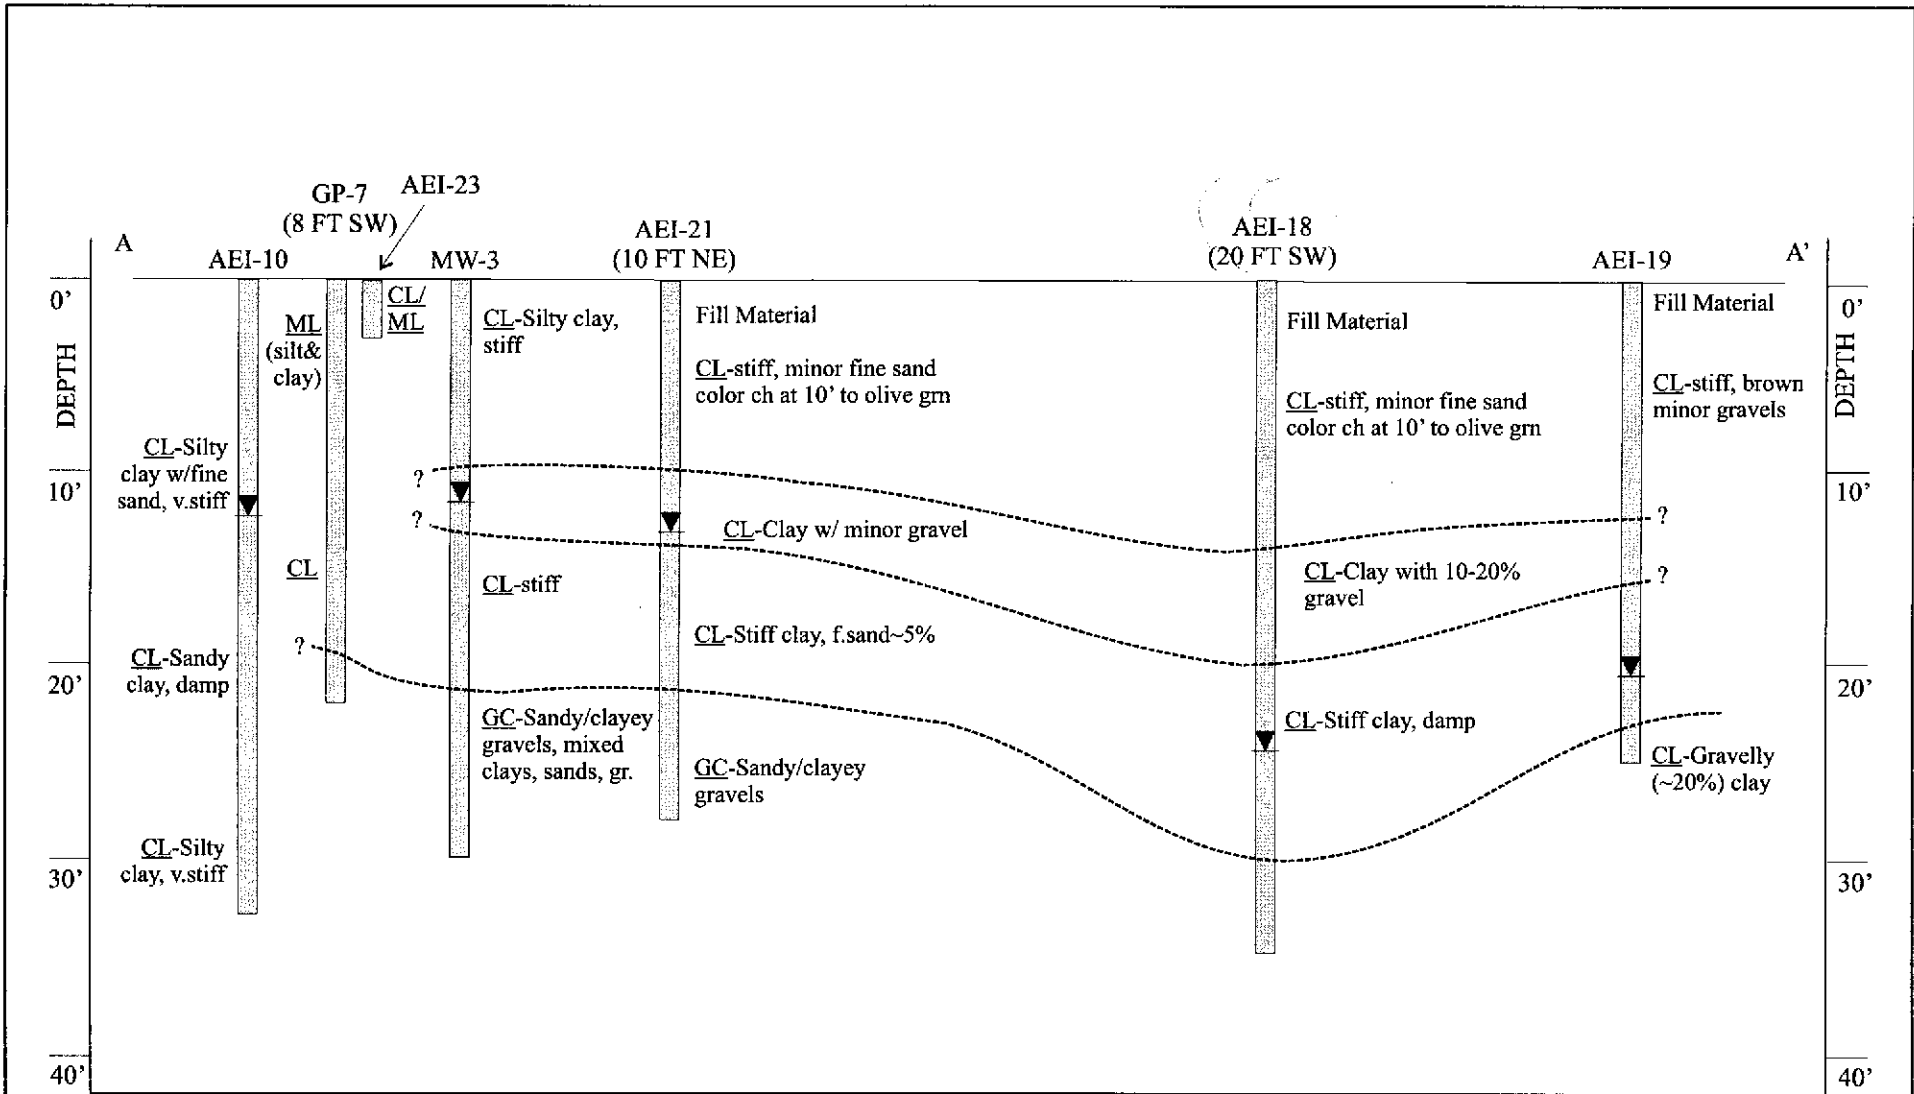 GP-7
(8 FT SW)
AEI-23
AEI-21
(10 FT NE)
AEI-18
(20 FT SW)
A
AEI-10
MW-3
AEI-19
A'
0'
10'
20'
30'
40'
DEPTH
CL-Silty
clay w/fine
sand, v.stiff
CL-Sandy
clay, damp
CL-Silty
clay, v.stiff
ML
(silt&
clay)
CL
?
CL/
ML
?
?
CL-Silty clay,
stiff
CL-stiff
GC-Sandy/clayey
gravels, mixed
clays, sands, gr.
Fill Material
CL-stiff, minor fine sand
color ch at 10' to olive grn
CL-Clay w/ minor gravel
CL-Stiff clay, f.sand~5%
GC-Sandy/clayey
gravels
Fill Material
CL-stiff, minor fine sand
color ch at 10' to olive grn
CL-Clay with 10-20%
gravel
CL-Stiff clay, damp
Fill Material
CL-stiff, brown
minor gravels
?
?
CL-Gravelly
(~20%) clay
0'
10'
20'
30'
40'
DEPTH